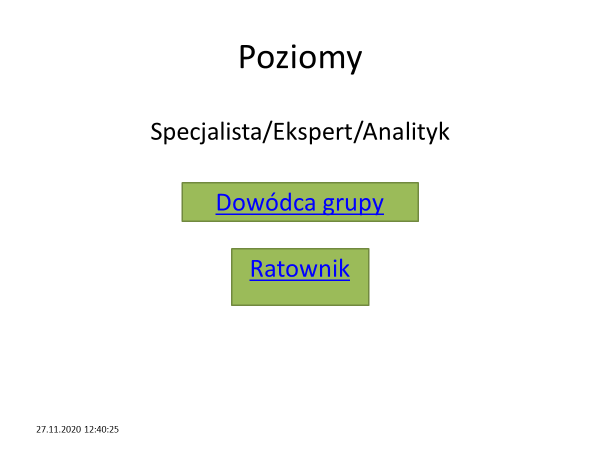 Poziomy
Specjalista/Ekspert/Analityk
Dowódca grupy
Ratownik
27.11.2020 12:40:25